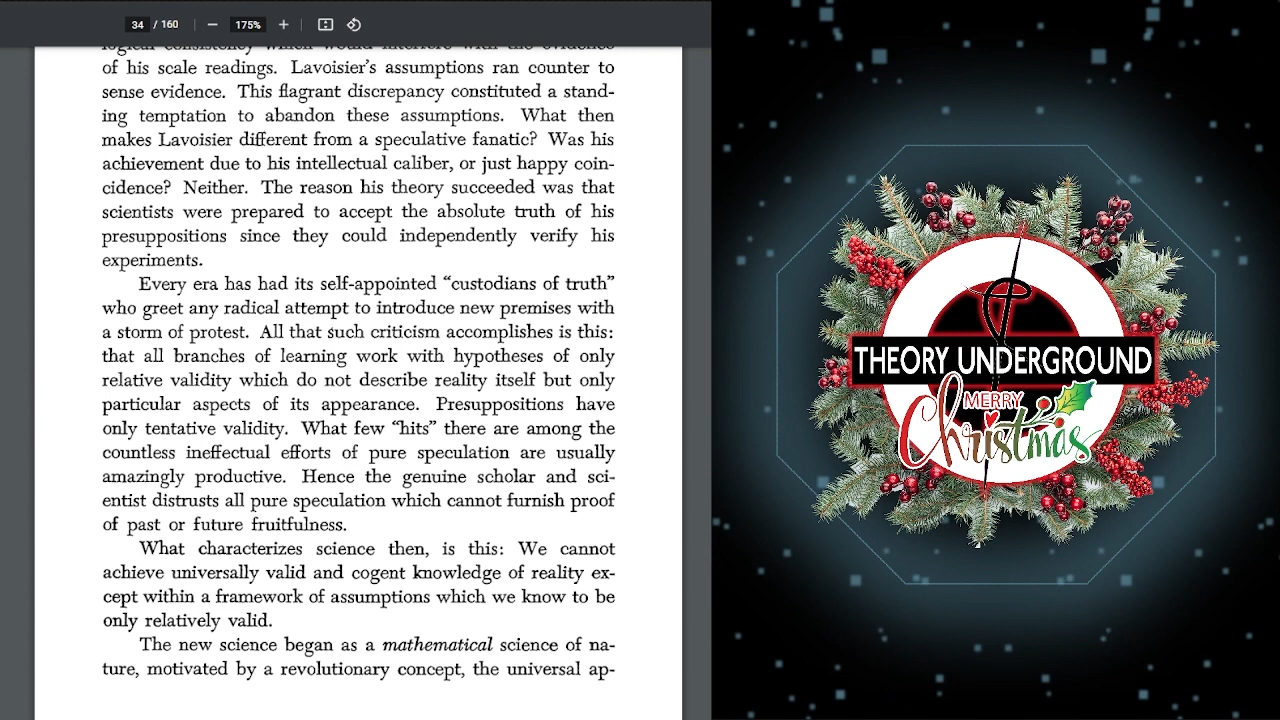 34 / 160
175%
logical consistency which would interfere with the evidence
of his scale readings. Lavoisier's assumptions ran counter to
sense evidence. This flagrant discrepancy constituted a stand-
ing temptation to abandon these assumptions. What then
makes Lavoisier different from a speculative fanatic? Was his
achievement due to his intellectual caliber, or just happy coin-
cidence? Neither. The reason his theory succeeded was that
scientists were prepared to accept the absolute truth of his
presuppositions since they could independently verify his
experiments.
Every era has had its self-appointed “custodians of truth”
who greet any radical attempt to introduce new premises with
a storm of protest. All that such criticism accomplishes is this:
that all branches of learning work with hypotheses of only
relative validity which do not describe reality itself but only
particular aspects of its appearance. Presuppositions have
only tentative validity. What few “hits” there are among the
countless ineffectual efforts of pure speculation are usually
amazingly productive. Hence the genuine scholar and sci-
entist distrusts all pure speculation which cannot furnish proof
of past or future fruitfulness.
What characterizes science then, is this: We cannot
achieve universally valid and cogent knowledge of reality ex-
cept within a framework of assumptions which we know to be
only relatively valid.
The new science began as a mathematical science of na-
ture, motivated by a revolutionary concept, the universal ap-
THEORY UNDERGROUND
MERRY
Christmas